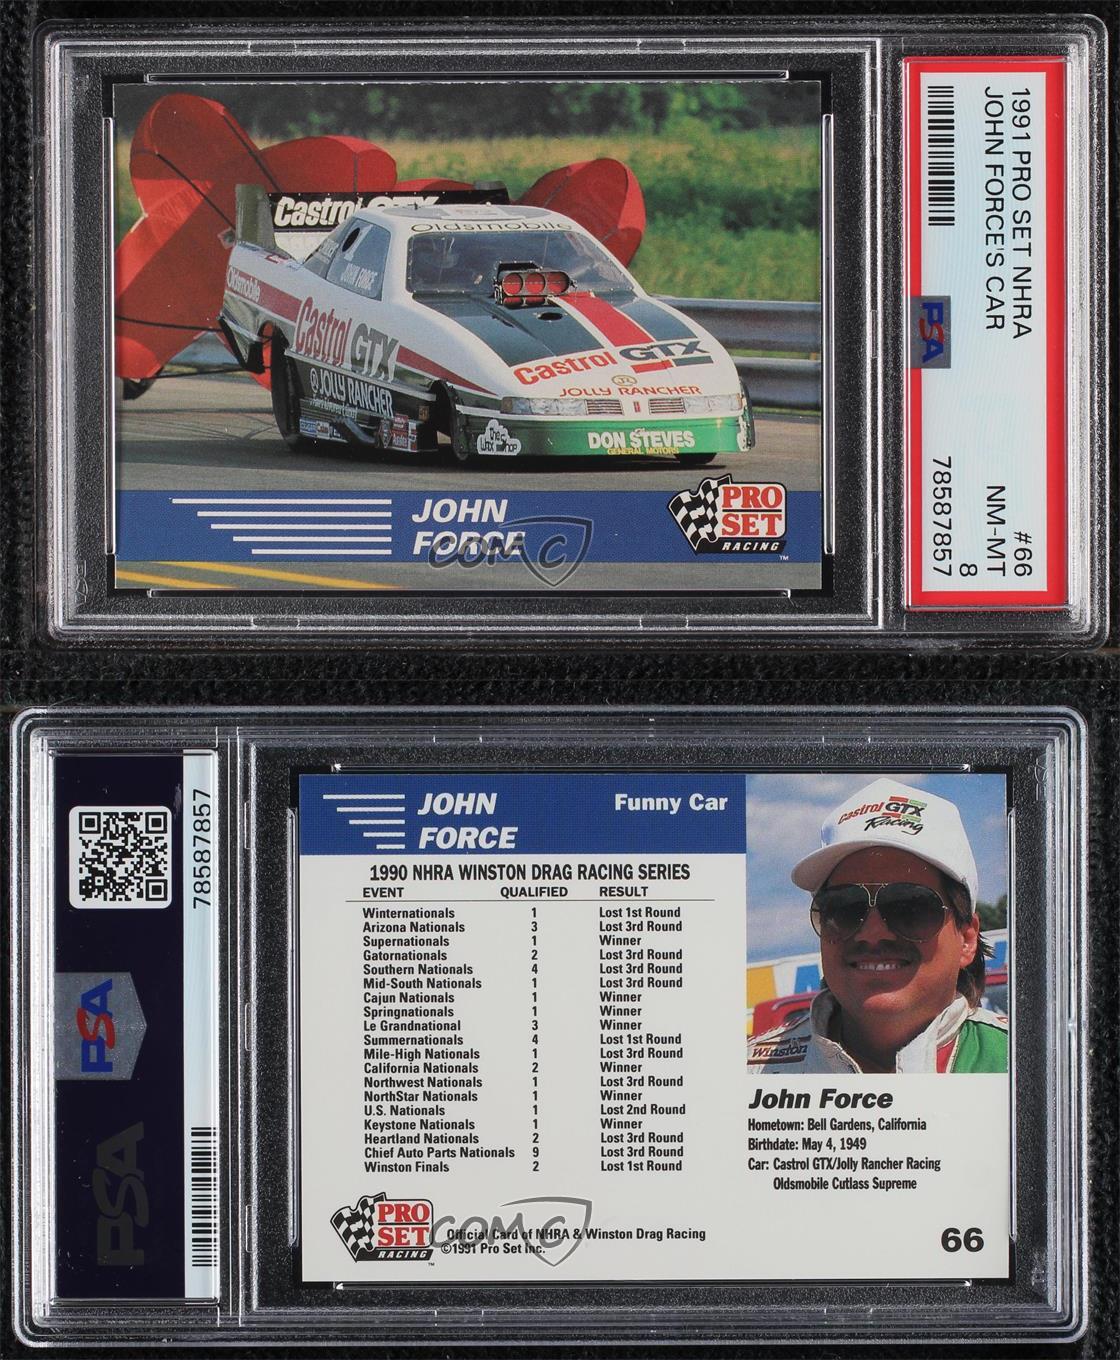 Castrol GTX
Oldsmobile
JOHN FORCE
Oldsmobile
Castrol GTX
JOLLY RANCHER
Castrol GTX
JOLLY RANCHER
the Wax Shop
DON STEVES
GENERAL MOTORS
JOHN
FORCE
PRO
SET
RACING
TM
COMC
1991 PRO SET NHRA
JOHN FORCE'S CAR
#66
NM-MT
8
78587857
PSA
78587857
PSA
PSA
JOHN
FORCE
Funny Car
1990 NHRA WINSTON DRAG RACING SERIES
EVENT QUALIFIED RESULT
Winternationals 1 Lost 1st Round
Arizona Nationals 3 Lost 3rd Round
Supernationals 1 Winner
Gatornationals 2 Lost 3rd Round
Southern Nationals 4 Lost 3rd Round
Mid-South Nationals 1 Lost 3rd Round
Cajun Nationals 1 Winner
Springnationals 1 Winner
Le Grandnational 3 Winner
Summernationals 4 Lost 1st Round
Mile-High Nationals 1 Lost 3rd Round
California Nationals 2 Winner
Northwest Nationals 1 Lost 3rd Round
NorthStar Nationals 1 Winner
U.S. Nationals 1 Lost 2nd Round
Keystone Nationals 1 Winner
Heartland Nationals 2 Lost 3rd Round
Chief Auto Parts Nationals 9 Lost 3rd Round
Winston Finals 2 Lost 1st Round
Castrol GTX
Racing
Winston
John Force
Hometown: Bell Gardens, California
Birthdate: May 4, 1949
Car: Castrol GTX/Jolly Rancher Racing
Oldsmobile Cutlass Supreme
PRO
SET
RACING
TM
COMC
Official Card of NHRA & Winston Drag Racing
©1991 Pro Set Inc.
66